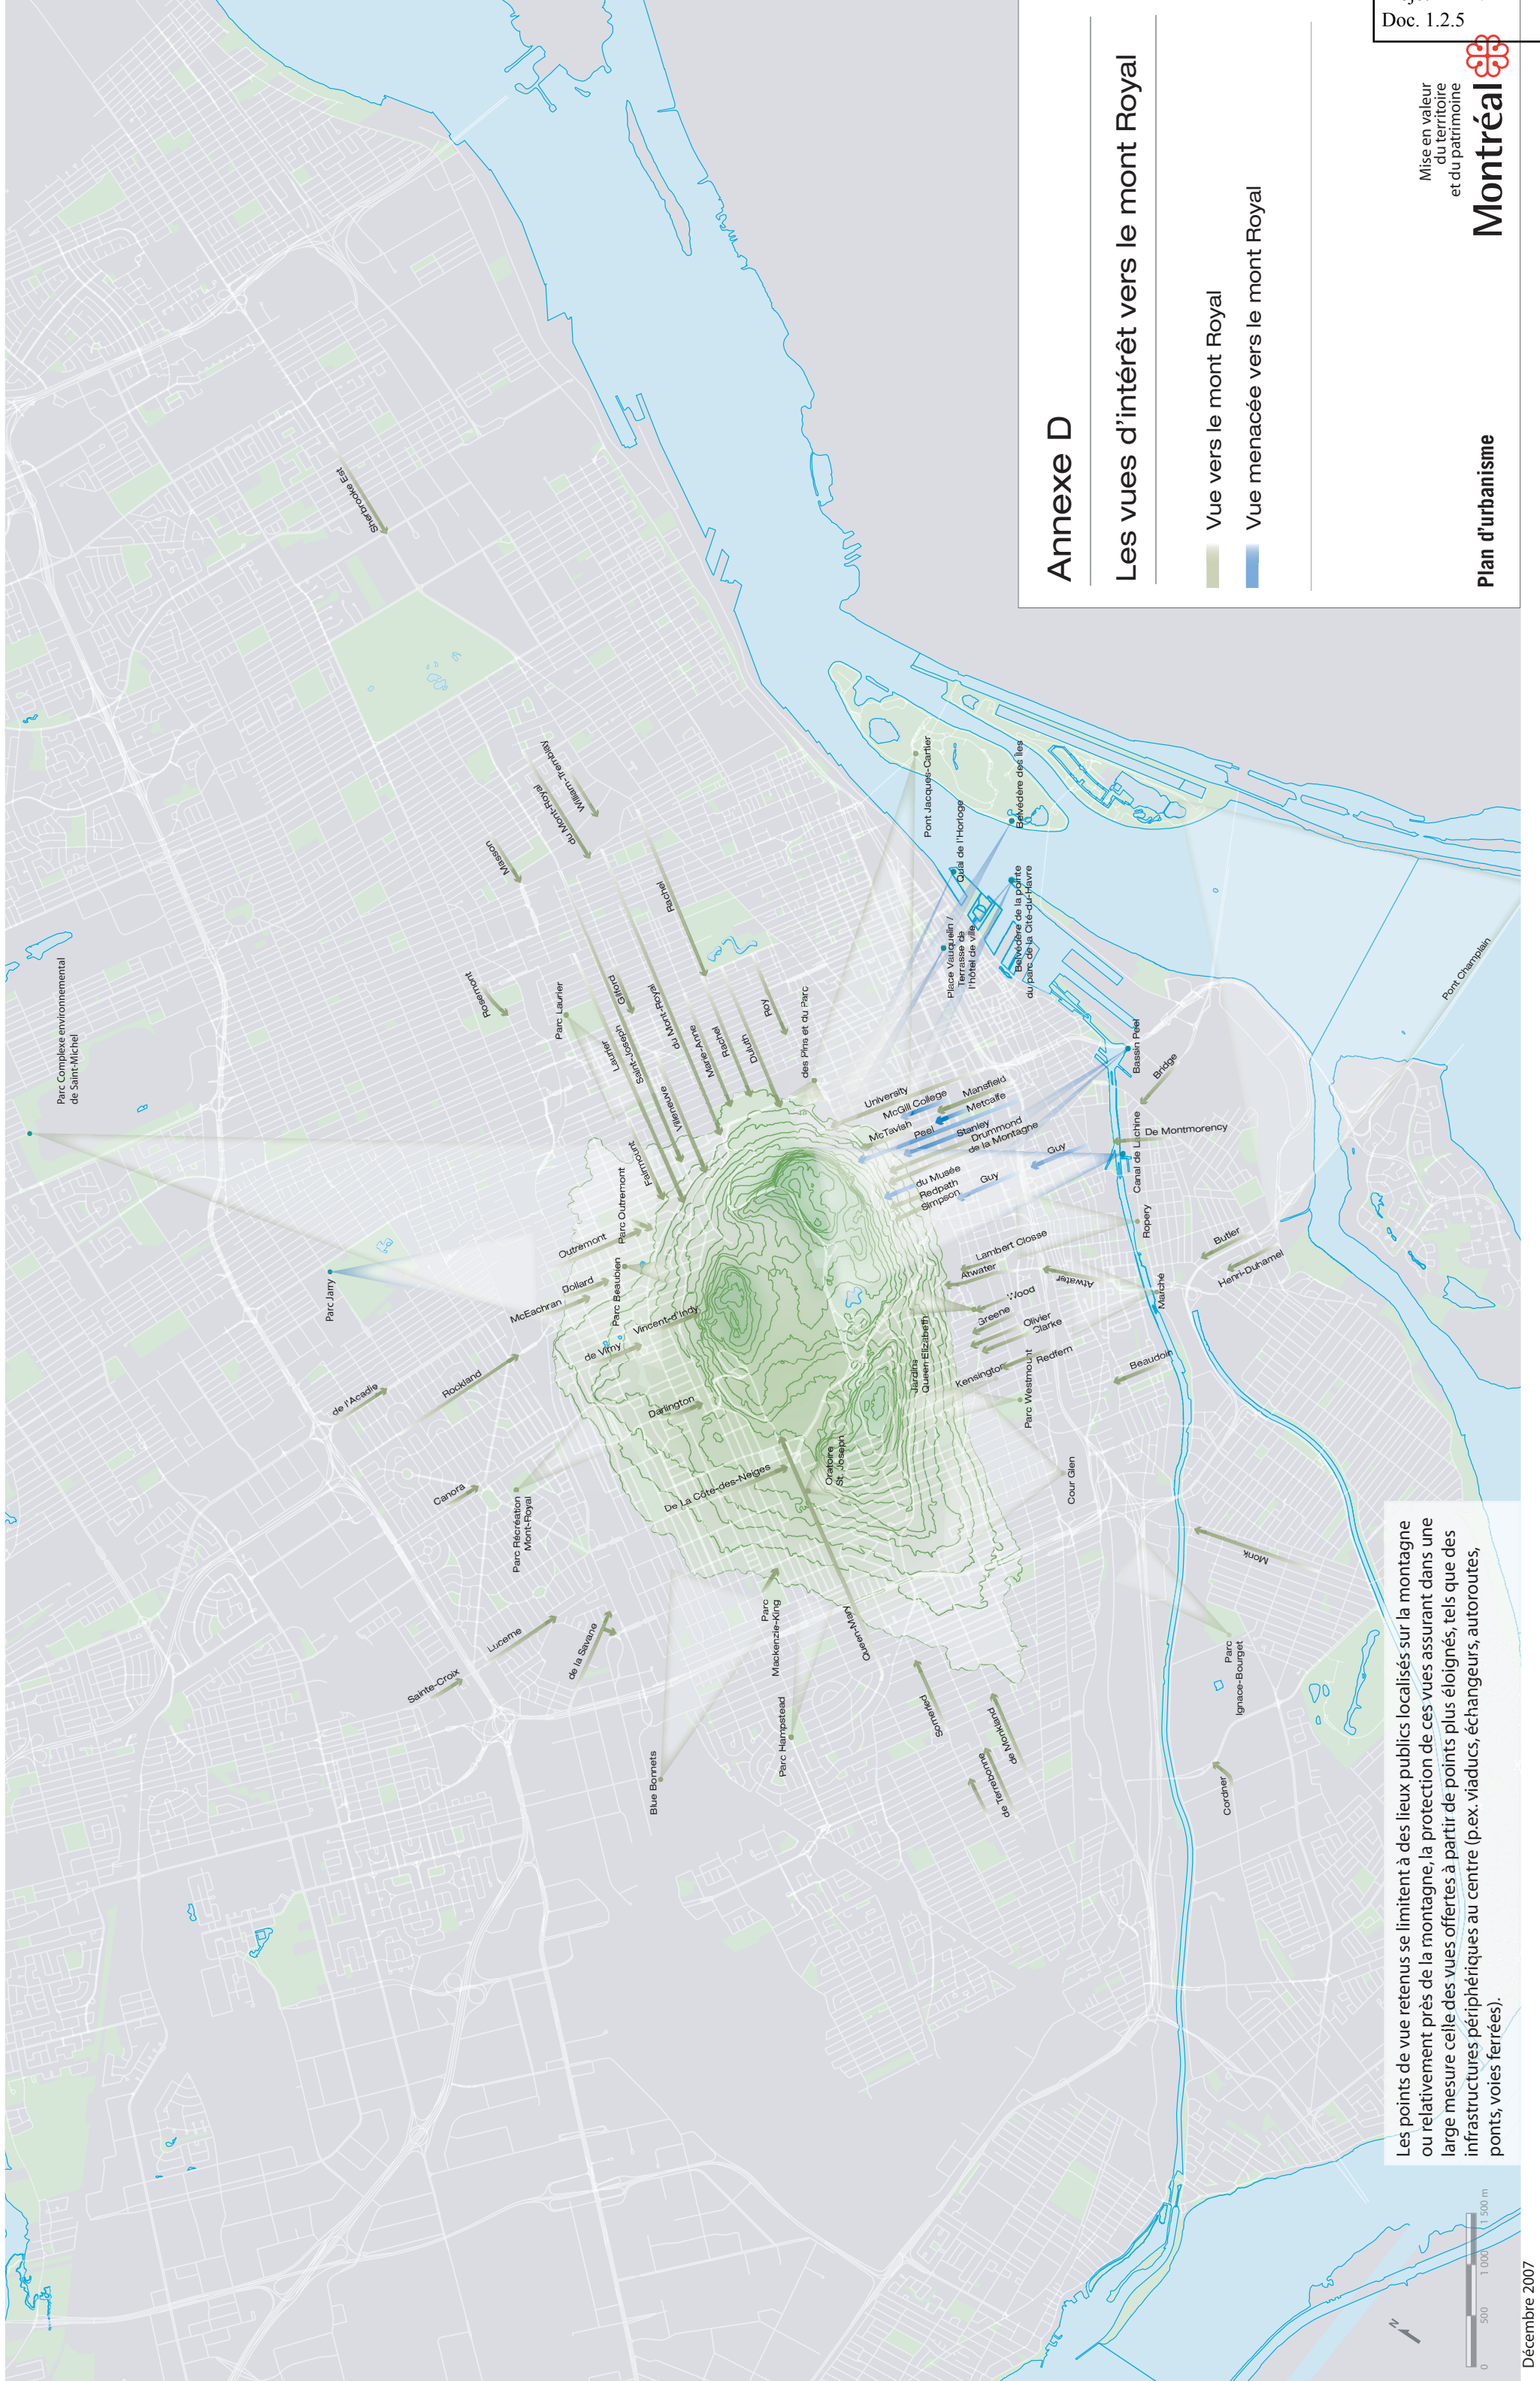 Doc. 1.2.5
Annexe D
Les vues d'intérêt vers le mont Royal
Vue vers le mont Royal
Vue menacée vers le mont Royal
Plan d'urbanisme
Mise en valeur
du territoire
et du patrimoine
Montréal
Parc Complexe environnemental
de Saint-Michel
Sherbrooke Est
William-Tremblay
du Mont-Royal
Masson
Rachel
Rosemont
Parc Laurier
Gilford
Laurier
Saint-Joseph
du Mont-Royal
Marie-Anne
Rachel
Duluth
Roy
des Pins et du Parc
Villeneuve
Fairmount
Parc Outremont
Outremont
Parc Beaubien
Dollard
McEachran
Vincent-d'Indy
de Vimy
Parc Jarry
Rockland
de l'Acadie
Darlington
De La Côte-des-Neiges
Canora
Parc Récréation
Mont-Royal
Lucerne
de la Savane
Sainte-Croix
Blue Bonnets
Parc
Mackenzie-King
Parc Hampstead
Queen-Mary
Oratoire
St. Joseph
Somerled
de Monkland
de Terrebonne
Pont Jacques-Cartier
Quai de l'Horloge
Belvédère des Îles
Place Vauquelin /
Terrasse de
l'hôtel de ville
Belvédère de la pointe
du parc de la Cité-du-Havre
Bassin Peel
Bridge
Pont Champlain
University
McGill College
Mansfield
Metcalfe
McTavish
Peel
Stanley
Drummond
de la Montagne
Guy
De Montmorency
Canal de Lachine
du Musée
Redpath
Simpson
Guy
Lambert Closse
Ropery
Atwater
Atwater
Butler
Henri-Duhamel
Marché
Wood
Greene
Olivier
Clarke
Redfern
Kensington
Jardins
Queen Elizabeth
Parc Westmount
Beaudoin
Cour Glen
Monk
Parc
Ignace-Bourget
Cordner
Les points de vue retenus se limitent à des lieux publics localisés sur la montagne
ou relativement près de la montagne, la protection de ces vues assurant dans une
large mesure celle des vues offertes à partir de points plus éloignés, tels que des
infrastructures périphériques au centre (p.ex. viaducs, échangeurs, autoroutes,
ponts, voies ferrées).
N
0 500 1 000 1 500 m
Décembre 2007